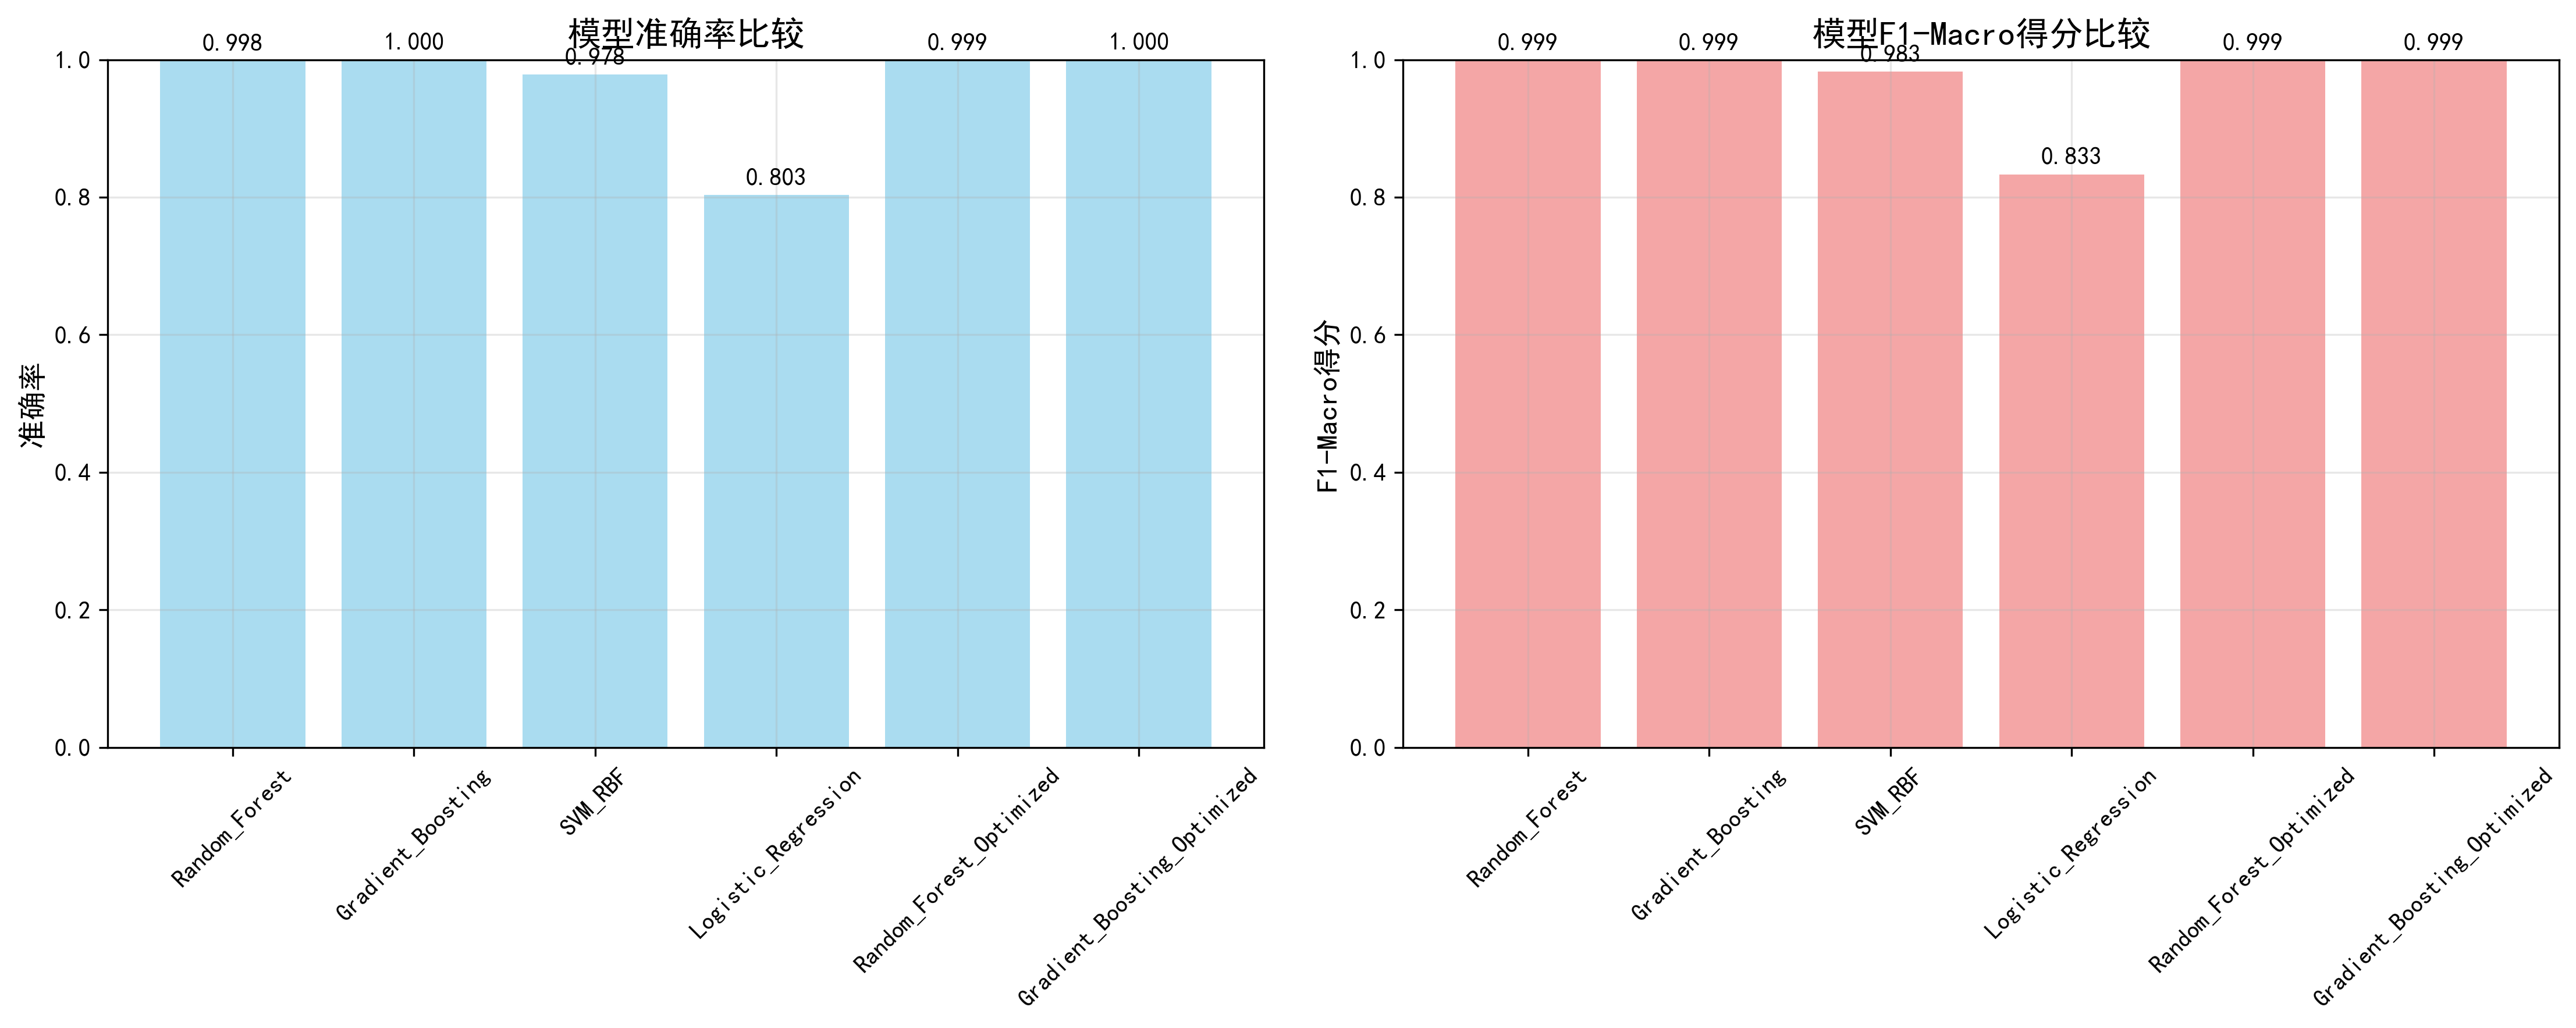 模型准确率比较
0.998
1.000
0.978
0.803
0.999
1.000
准确率
1.0
0.8
0.6
0.4
0.2
0.0
Random_Forest
Gradient_Boosting
SVM_RBF
Logistic_Regression
Random_Forest_Optimized
Gradient_Boosting_Optimized
模型F1-Macro得分比较
0.999
0.999
0.983
0.833
0.999
0.999
F1-Macro得分
1.0
0.8
0.6
0.4
0.2
0.0
Random_Forest
Gradient_Boosting
SVM_RBF
Logistic_Regression
Random_Forest_Optimized
Gradient_Boosting_Optimized